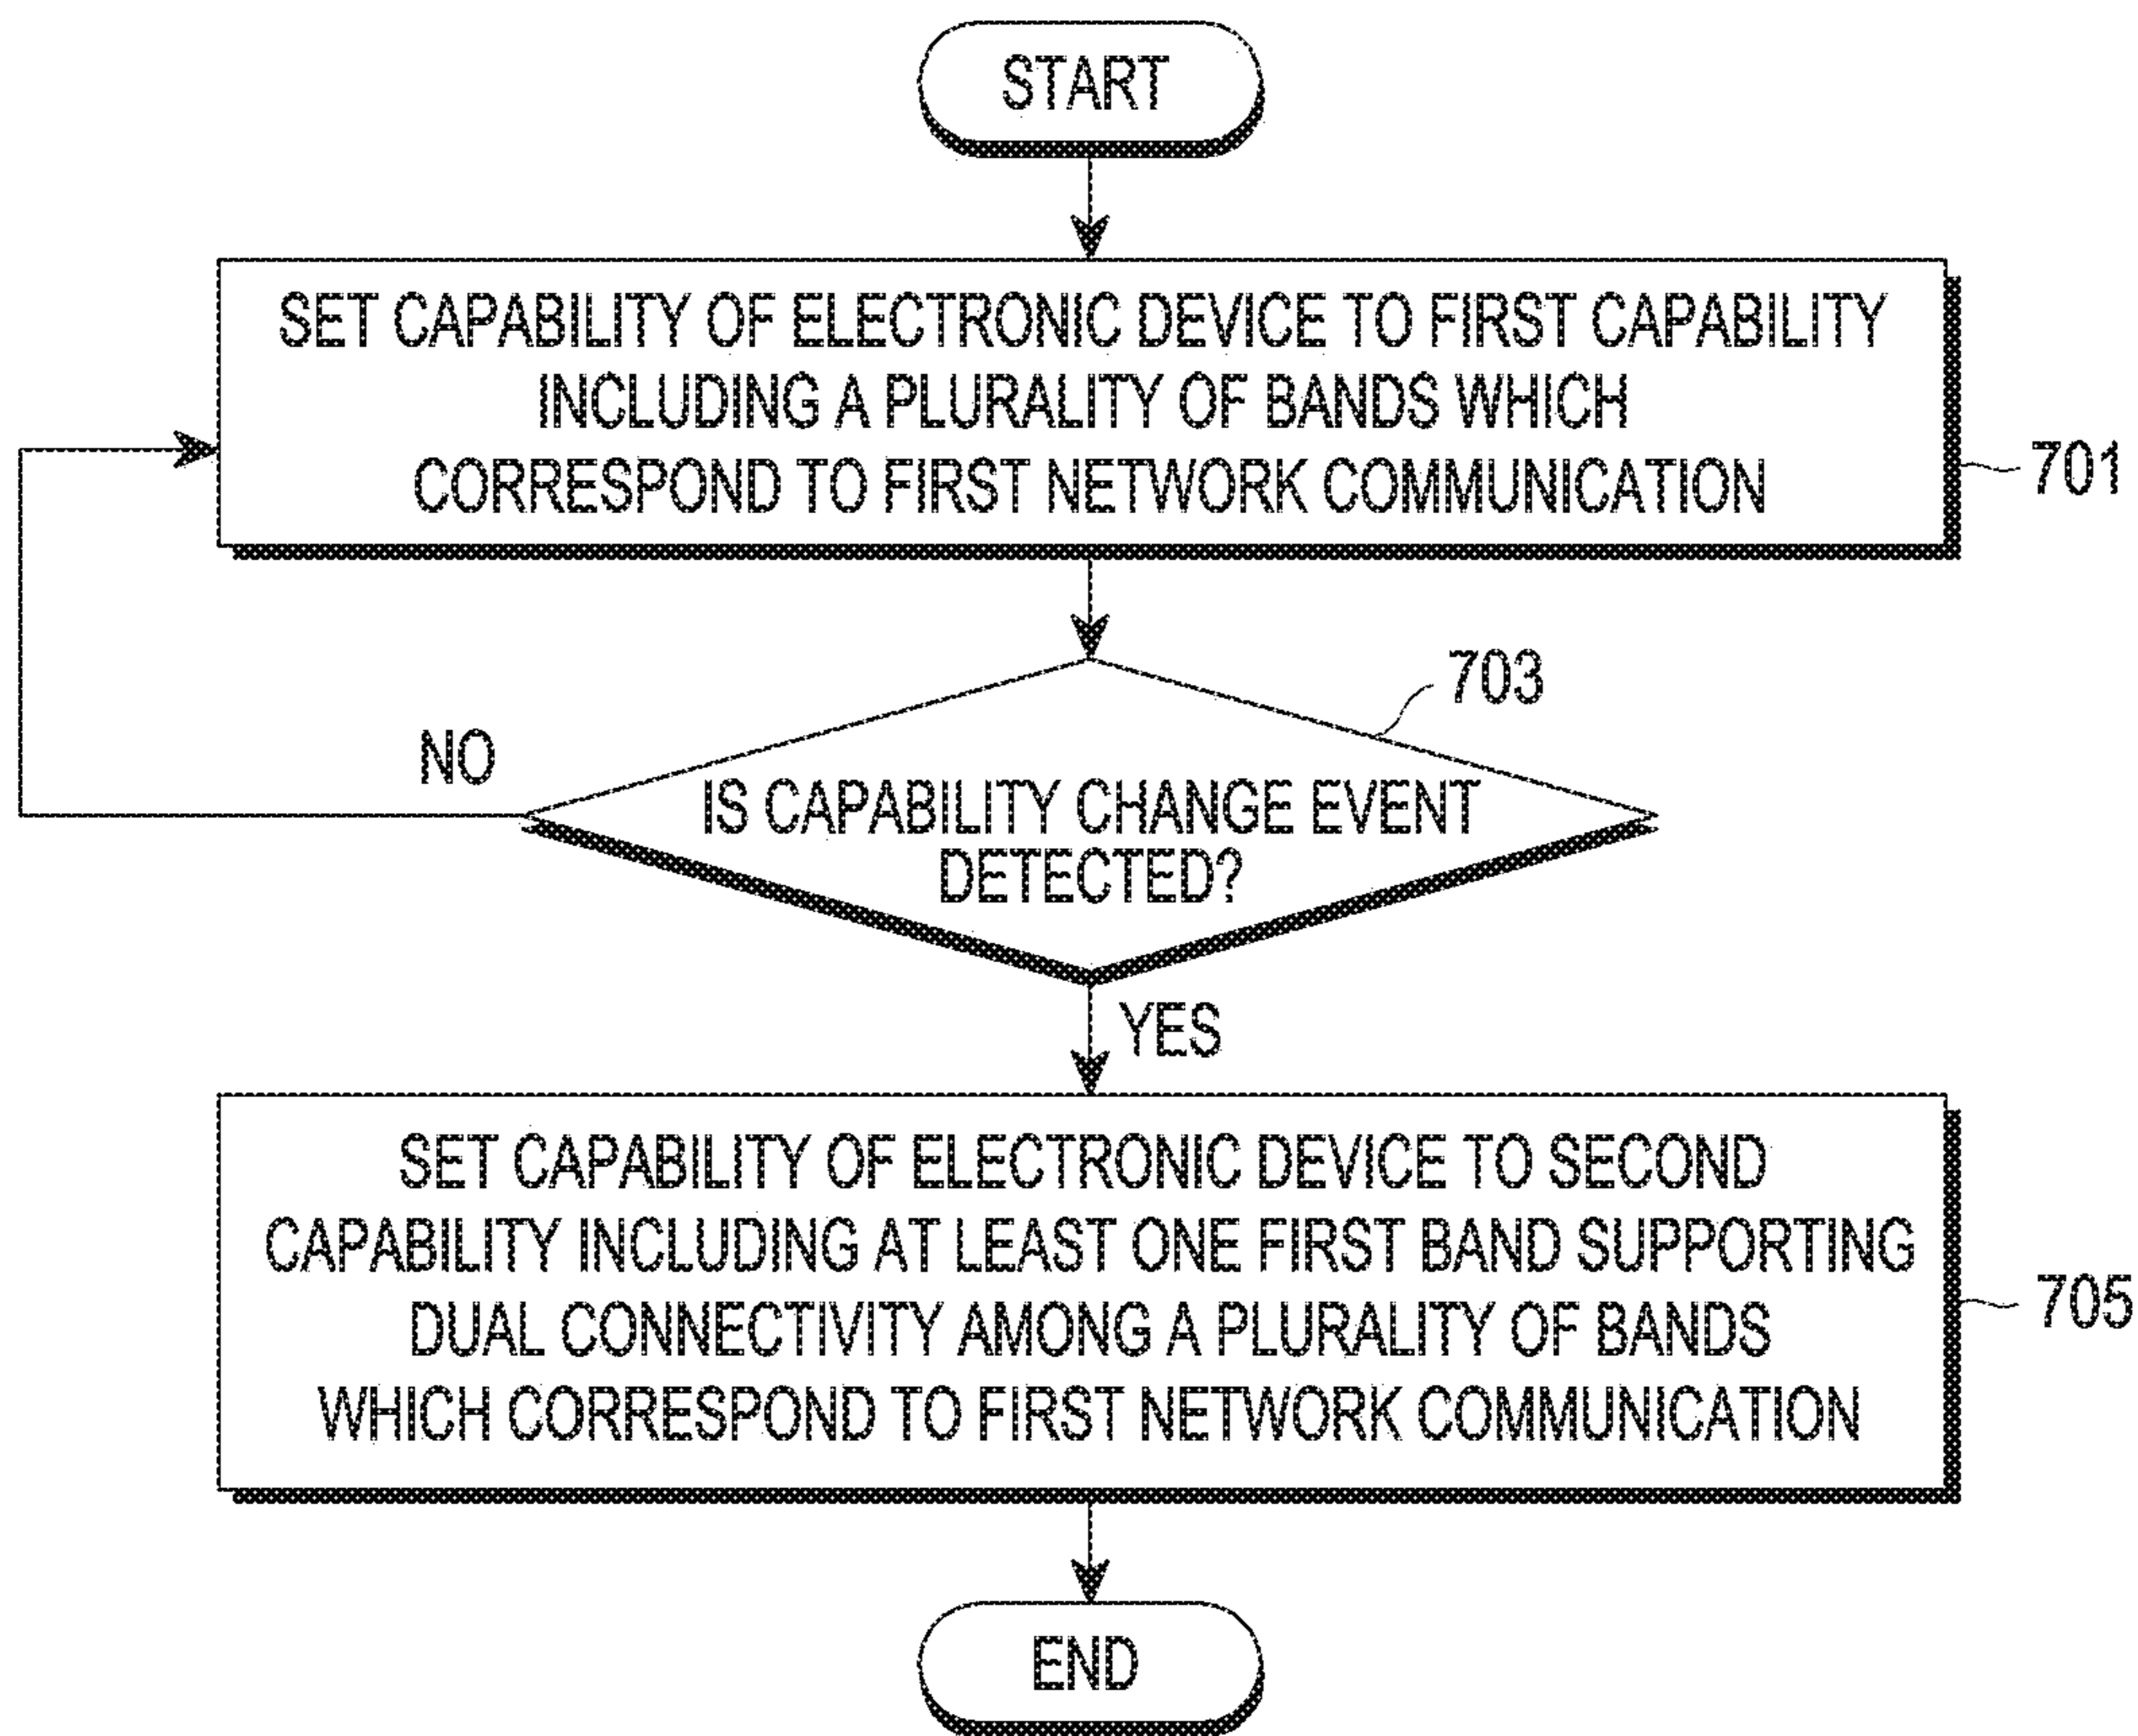 START
SET CAPABILITY OF ELECTRONIC DEVICE TO FIRST CAPABILITY
INCLUDING A PLURALITY OF BANDS WHICH
CORRESPOND TO FIRST NETWORK COMMUNICATION
701
703
NO
IS CAPABILITY CHANGE EVENT
DETECTED?
YES
SET CAPABILITY OF ELECTRONIC DEVICE TO SECOND
CAPABILITY INCLUDING AT LEAST ONE FIRST BAND SUPPORTING
DUAL CONNECTIVITY AMONG A PLURALITY OF BANDS
WHICH CORRESPOND TO FIRST NETWORK COMMUNICATION
705
END